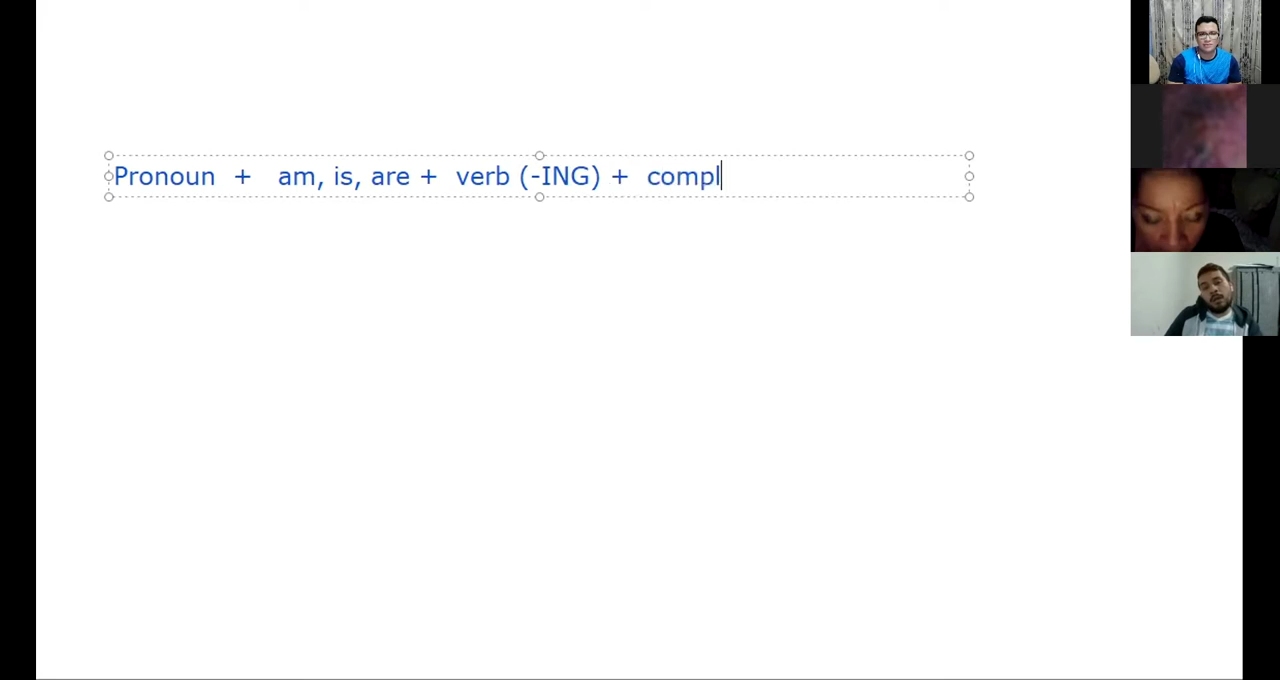 Pronoun + am, is, are + verb (-ING) + compl